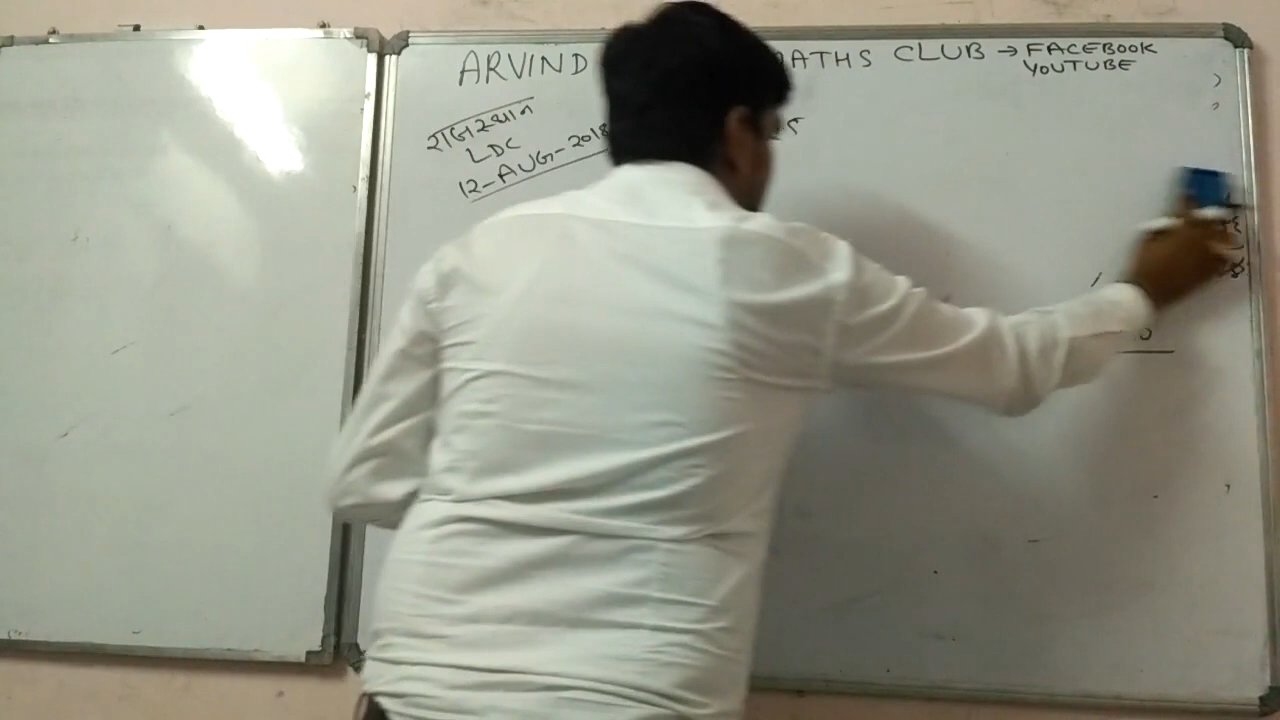 ARVIND MATHS CLUB → FACEBOOK
YOUTUBE
राजस्थान
LDC
12-AUG-2018